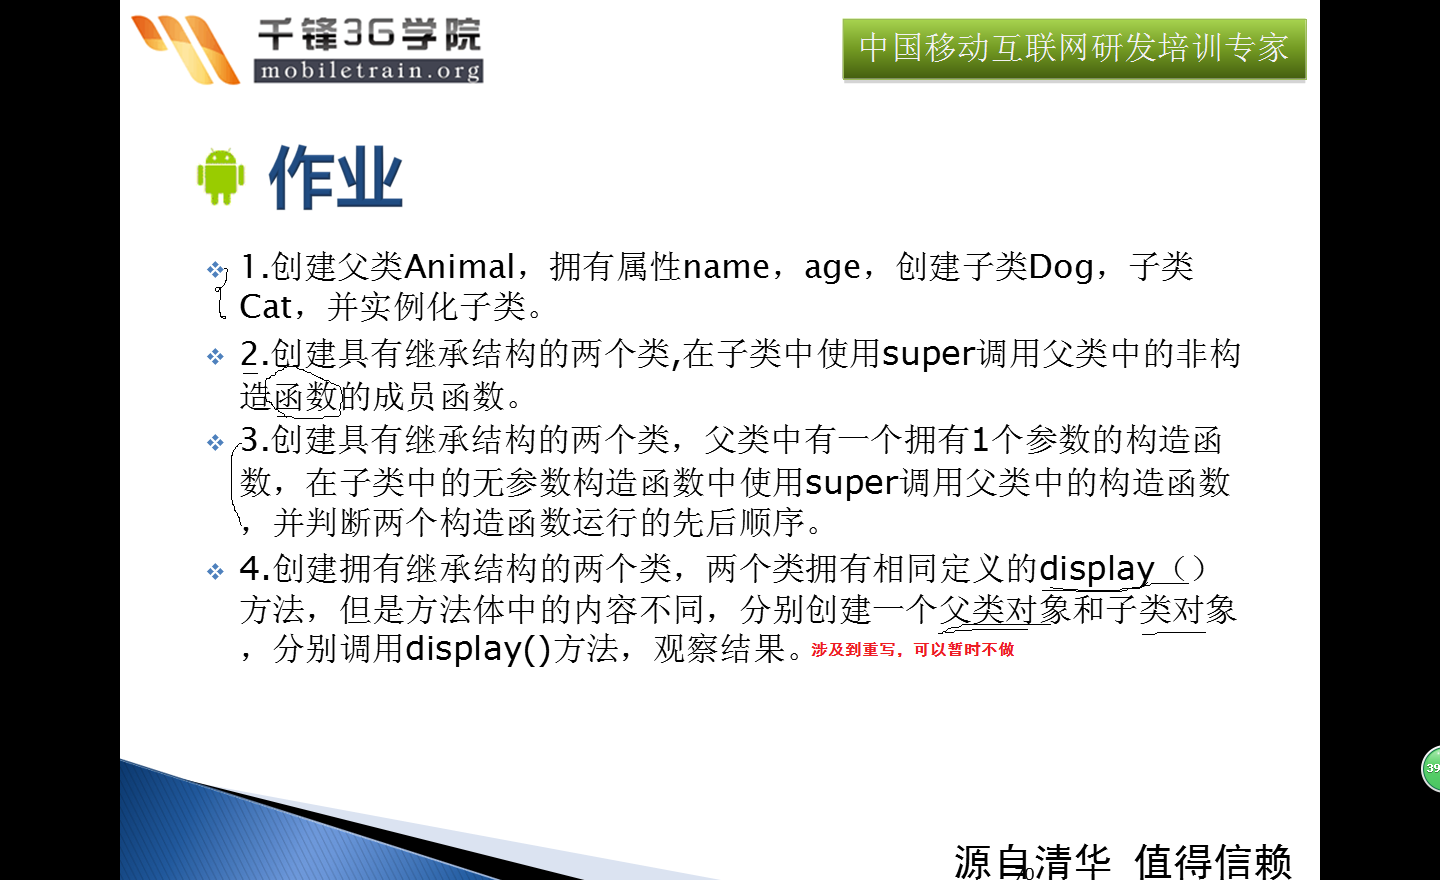 千锋3G学院
mobiletrain.org
中国移动互联网研发培训专家
作业
1.创建父类Animal，拥有属性name，age，创建子类Dog，子类
Cat，并实例化子类。
2.创建具有继承结构的两个类,在子类中使用super调用父类中的非构
造函数的成员函数。
3.创建具有继承结构的两个类，父类中有一个拥有1个参数的构造函
数，在子类中的无参数构造函数中使用super调用父类中的构造函数
，并判断两个构造函数运行的先后顺序。
4.创建拥有继承结构的两个类，两个类拥有相同定义的display（）
方法，但是方法体中的内容不同，分别创建一个父类对象和子类对象
，分别调用display()方法，观察结果。涉及到重写，可以暂时不做
39
源自清华 值得信赖